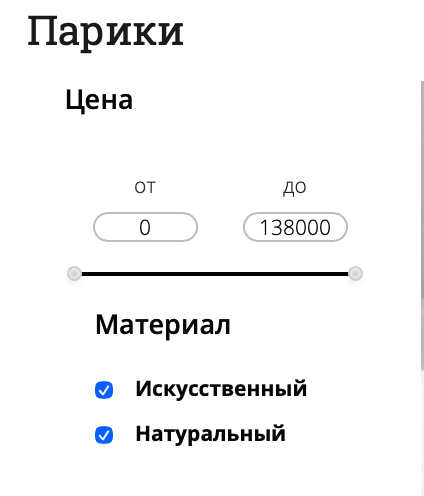 Парики
Цена
от до
0 138000
Материал
Искусственный
Натуральный